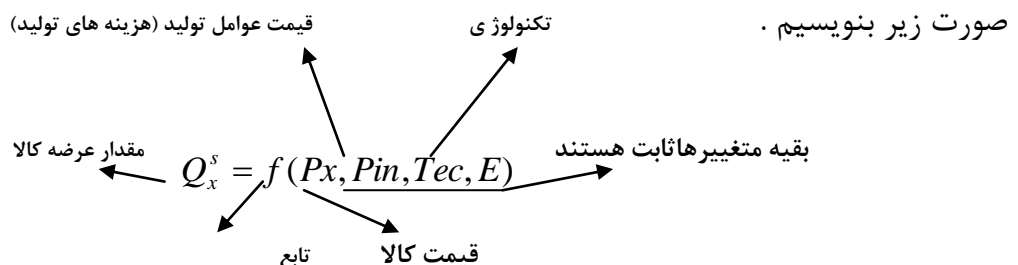 صورت زیر بنویسیم .
تکنولوژ ی
قیمت عوامل تولید (هزینه های تولید)
بقیه متغییرهاثابت هستند
Q_x^s = f(Px, Pin, Tec, E)
مقدار عرضه کالا
قیمت کالا
تابع